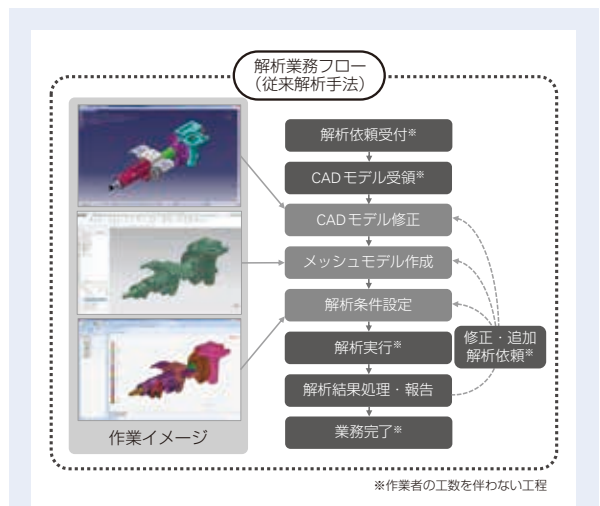 解析業務フロー
（従来解析手法）
解析依頼受付※
CADモデル受領※
CADモデル修正
メッシュモデル作成
解析条件設定
解析実行※
解析結果処理・報告
業務完了※
修正・追加
解析依頼※
作業イメージ
※作業者の工数を伴わない工程